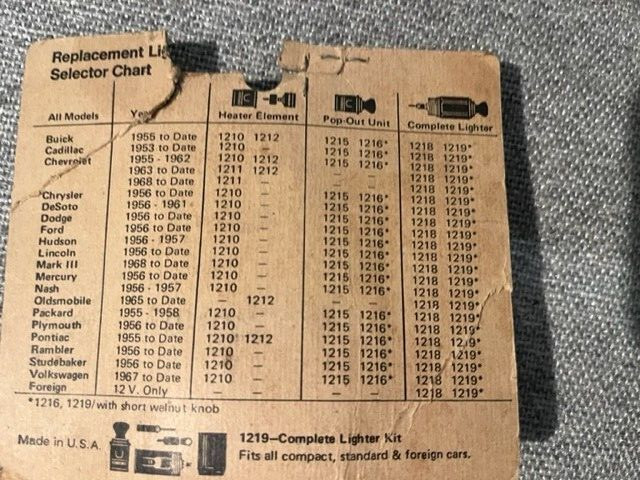 Replacement Li
Selector Chart
All Models Ye Heater Element Pop-Out Unit Complete Lighter
Buick 1955 to Date 1210 1212 1215 1216* 1218 1219*
Cadillac 1953 to Date 1210 – 1215 1216* 1218 1219*
Chevrolet 1955 - 1962 1210 1212 1215 1216* 1218 1219*
1963 to Date 1211 1212 – – 1218 1219*
1968 to Date 1211 – – – 1218 1219*
Chrysler 1956 to Date 1210 – 1215 1216* 1218 1219*
DeSoto 1956 - 1961 1210 – 1215 1216* 1218 1219*
Dodge 1956 to Date 1210 – 1215 1216* 1218 1219*
Ford 1956 to Date 1210 – 1215 1216* 1218 1219*
Hudson 1956 - 1957 1210 – 1215 1216* 1218 1219*
Lincoln 1956 to Date 1210 – 1215 1216* 1218 1219*
Mark III 1968 to Date 1210 – 1215 1216* 1218 1219*
Mercury 1956 to Date 1210 – 1215 1216* 1218 1219*
Nash 1956 - 1957 1210 – 1215 1216* 1218 1219*
Oldsmobile 1965 to Date – 1212 – – 1218 1219*
Packard 1955 - 1958 1210 – 1215 1216* 1218 1219*
Plymouth 1956 to Date 1210 – 1215 1216* 1218 1219*
Pontiac 1955 to Date 1210 1212 1215 1216* 1218 1219*
Rambler 1956 to Date 1210 – 1215 1216* 1218 1219*
Studebaker 1956 to Date 1210 – 1215 1216* 1218 1219*
Volkswagen 1967 to Date 1210 – 1215 1216* 1218 1219*
Foreign 12 V. Only – – – – 1218 1219*
*1216, 1219/with short welnut knob
Made in U.S.A.
1219—Complete Lighter Kit
Fits all compact, standard & foreign cars.